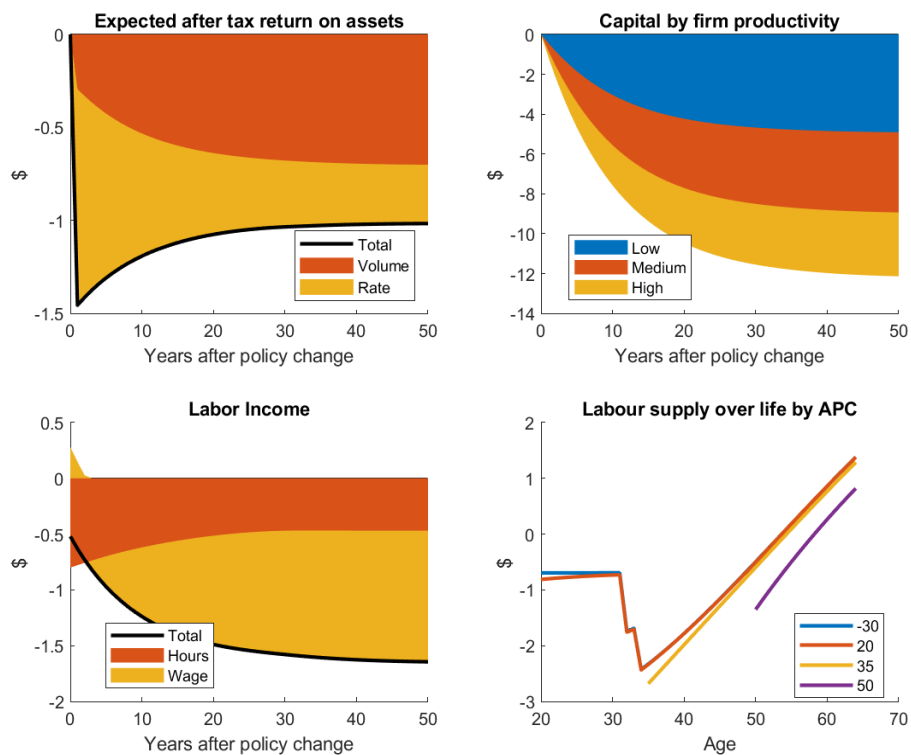 Expected after tax return on assets
0
-0.5
-1
-1.5
$
0 10 20 30 40 50
Years after policy change
Total
Volume
Rate
Capital by firm productivity
0
-2
-4
-6
-8
-10
-12
-14
$
0 10 20 30 40 50
Years after policy change
Low
Medium
High
Labor Income
0.5
0
-0.5
-1
-1.5
-2
$
0 10 20 30 40 50
Years after policy change
Total
Hours
Wage
Labour supply over life by APC
2
1
0
-1
-2
-3
$
20 30 40 50 60 70
Age
-30
20
35
50